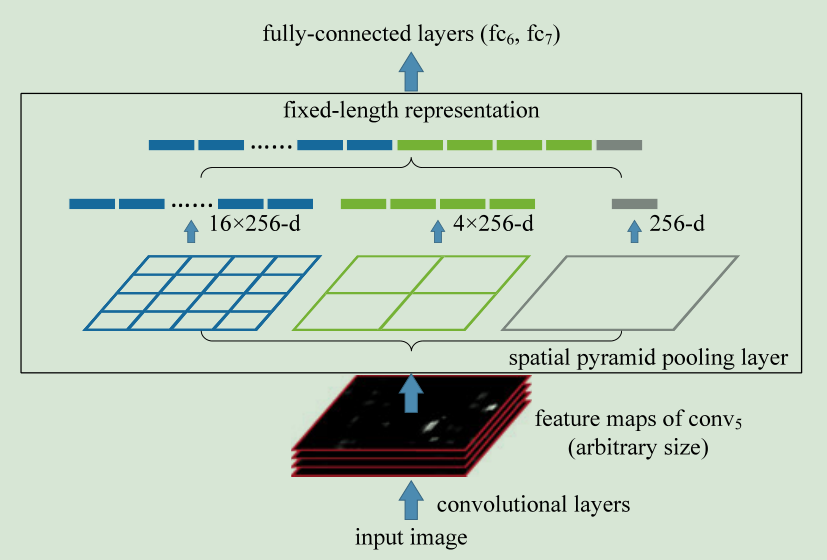 fully-connected layers (fc₆, fc₇)
fixed-length representation
......
......
16×256-d
4×256-d
256-d
spatial pyramid pooling layer
feature maps of conv₅
(arbitrary size)
convolutional layers
input image